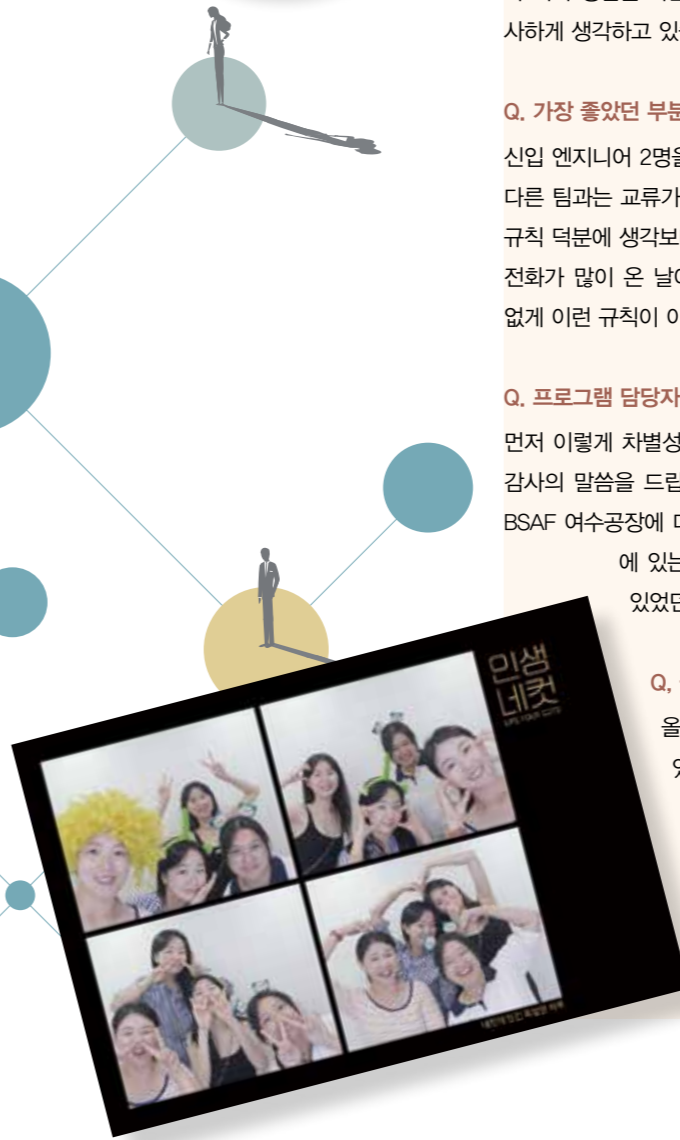 사하게 생각하고 있
Q. 가장 좋았던 부분
신입 엔지니어 2명을
다른 팀과는 교류가
규칙 덕분에 생각보
전화가 많이 온 날
없게 이런 규칙이
Q. 프로그램 담당자
먼저 이렇게 차별성
감사의 말씀을 드립
BSAF 여수공장에
에 있는
있었던
Q,
올
인생
네컷
LIFE FOUR CUTS